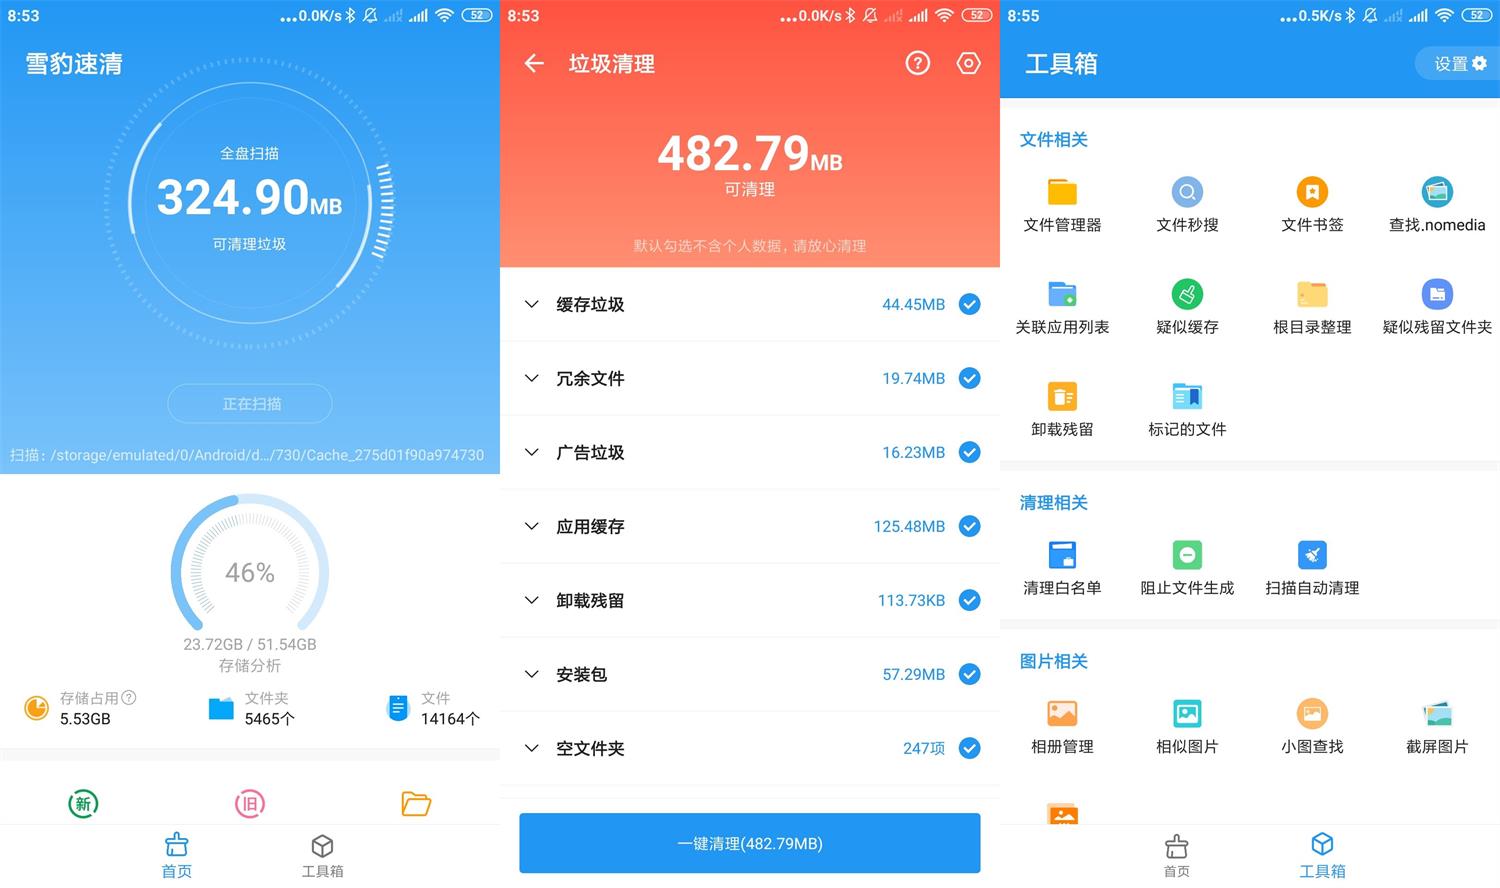 8:53
...0.0K/s
52
雪豹速清
全盘扫描
324.90MB
可清理垃圾
正在扫描
扫描: /storage/emulated/0/Android/d.../730/Cache_275d01f90a974730
46%
23.72GB / 51.54GB
存储分析
存储占用
5.53GB
文件夹
5465个
文件
14164个
新
旧
首页
工具箱
8:53
...0.0K/s
52
垃圾清理
482.79MB
可清理
默认勾选不含个人数据，请放心清理
缓存垃圾 44.45MB
冗余文件 19.74MB
广告垃圾 16.23MB
应用缓存 125.48MB
卸载残留 113.73KB
安装包 57.29MB
空文件夹 247项
一键清理(482.79MB)
8:55
...0.5K/s
52
工具箱
设置
文件相关
文件管理器 文件秒搜 文件书签 查找.nomedia
关联应用列表 疑似缓存 根目录整理 疑似残留文件夹
卸载残留 标记的文件
清理相关
清理白名单 阻止文件生成 扫描自动清理
图片相关
相册管理 相似图片 小图查找 截屏图片
首页
工具箱